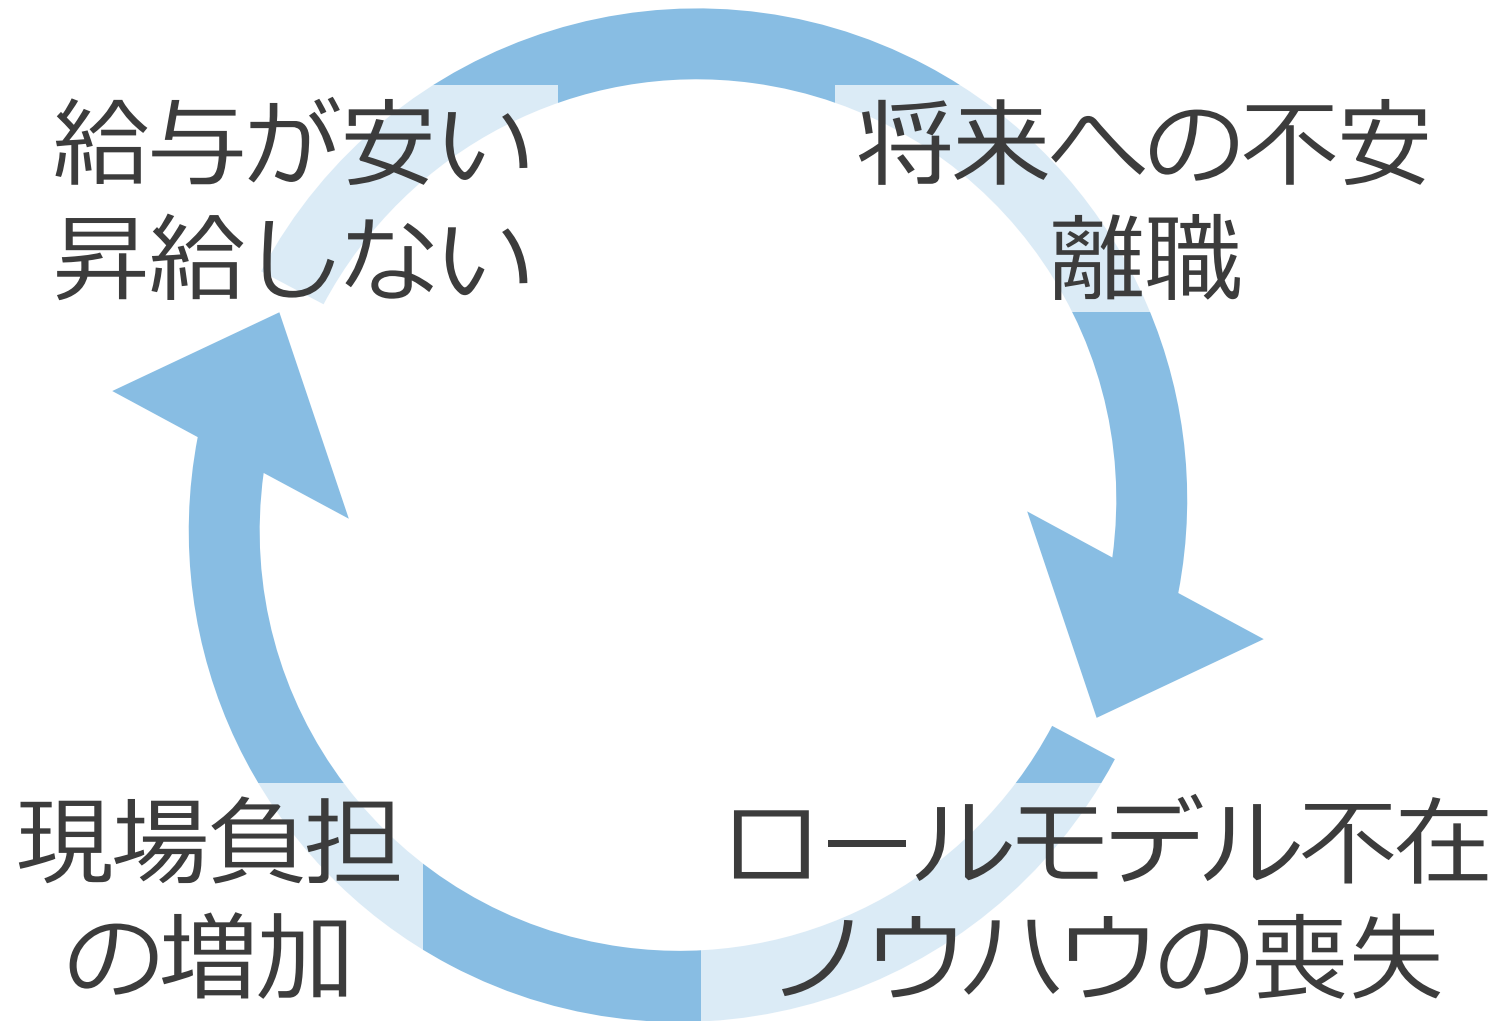 給与が安い
昇給しない
将来への不安
離職
ロールモデル不在
ノウハウの喪失
現場負担
の増加